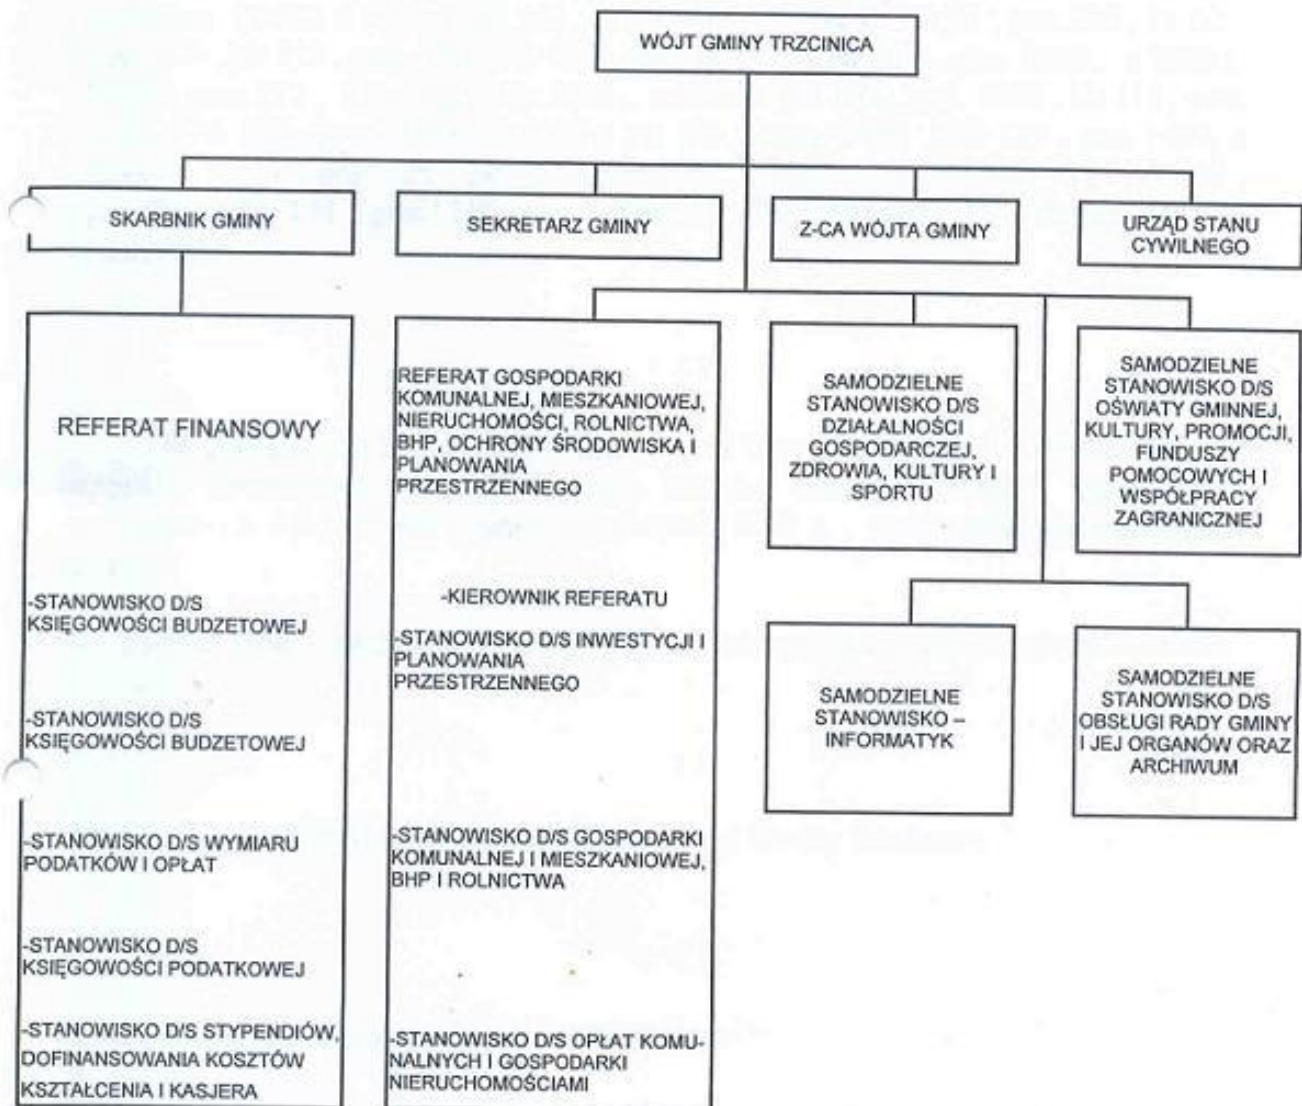 WÓJT GMINY TRZCINICA
SKARBNIK GMINY
SEKRETARZ GMINY
Z-CA WÓJTA GMINY
URZĄD STANU
CYWILNEGO
REFERAT FINANSOWY
-STANOWISKO D/S
KSIĘGOWOŚCI BUDZETOWEJ
-STANOWISKO D/S
KSIĘGOWOŚCI BUDZETOWEJ
-STANOWISKO D/S WYMIARU
PODATKÓW I OPŁAT
-STANOWISKO D/S
KSIĘGOWOŚCI PODATKOWEJ
-STANOWISKO D/S STYPENDIÓW,
DOFINANSOWANIA KOSZTÓW
KSZTAŁCENIA I KASJERA
REFERAT GOSPODARKI
KOMUNALNEJ, MIESZKANIOWEJ,
NIERUCHOMOŚCI, ROLNICTWA,
BHP, OCHRONY ŚRODOWISKA I
PLANOWANIA
PRZESTRZENNEGO
-KIEROWNIK REFERATU
-STANOWISKO D/S INWESTYCJI I
PLANOWANIA
PRZESTRZENNEGO
-STANOWISKO D/S GOSPODARKI
KOMUNALNEJ I MIESZKANIOWEJ,
BHP I ROLNICTWA
-STANOWISKO D/S OPŁAT KOMU-
NALNYCH I GOSPODARKI
NIERUCHOMOŚCIAMI
SAMODZIELNE
STANOWISKO D/S
DZIAŁALNOŚCI
GOSPODARCZEJ,
ZDROWIA, KULTURY I
SPORTU
SAMODZIELNE
STANOWISKO D/S
OŚWIATY GMINNEJ,
KULTURY, PROMOCJI,
FUNDUSZY
POMOCOWYCH I
WSPÓŁPRACY
ZAGRANICZNEJ
SAMODZIELNE
STANOWISKO –
INFORMATYK
SAMODZIELNE
STANOWISKO D/S
OBSŁUGI RADY GMINY
I JEJ ORGANÓW ORAZ
ARCHIWUM